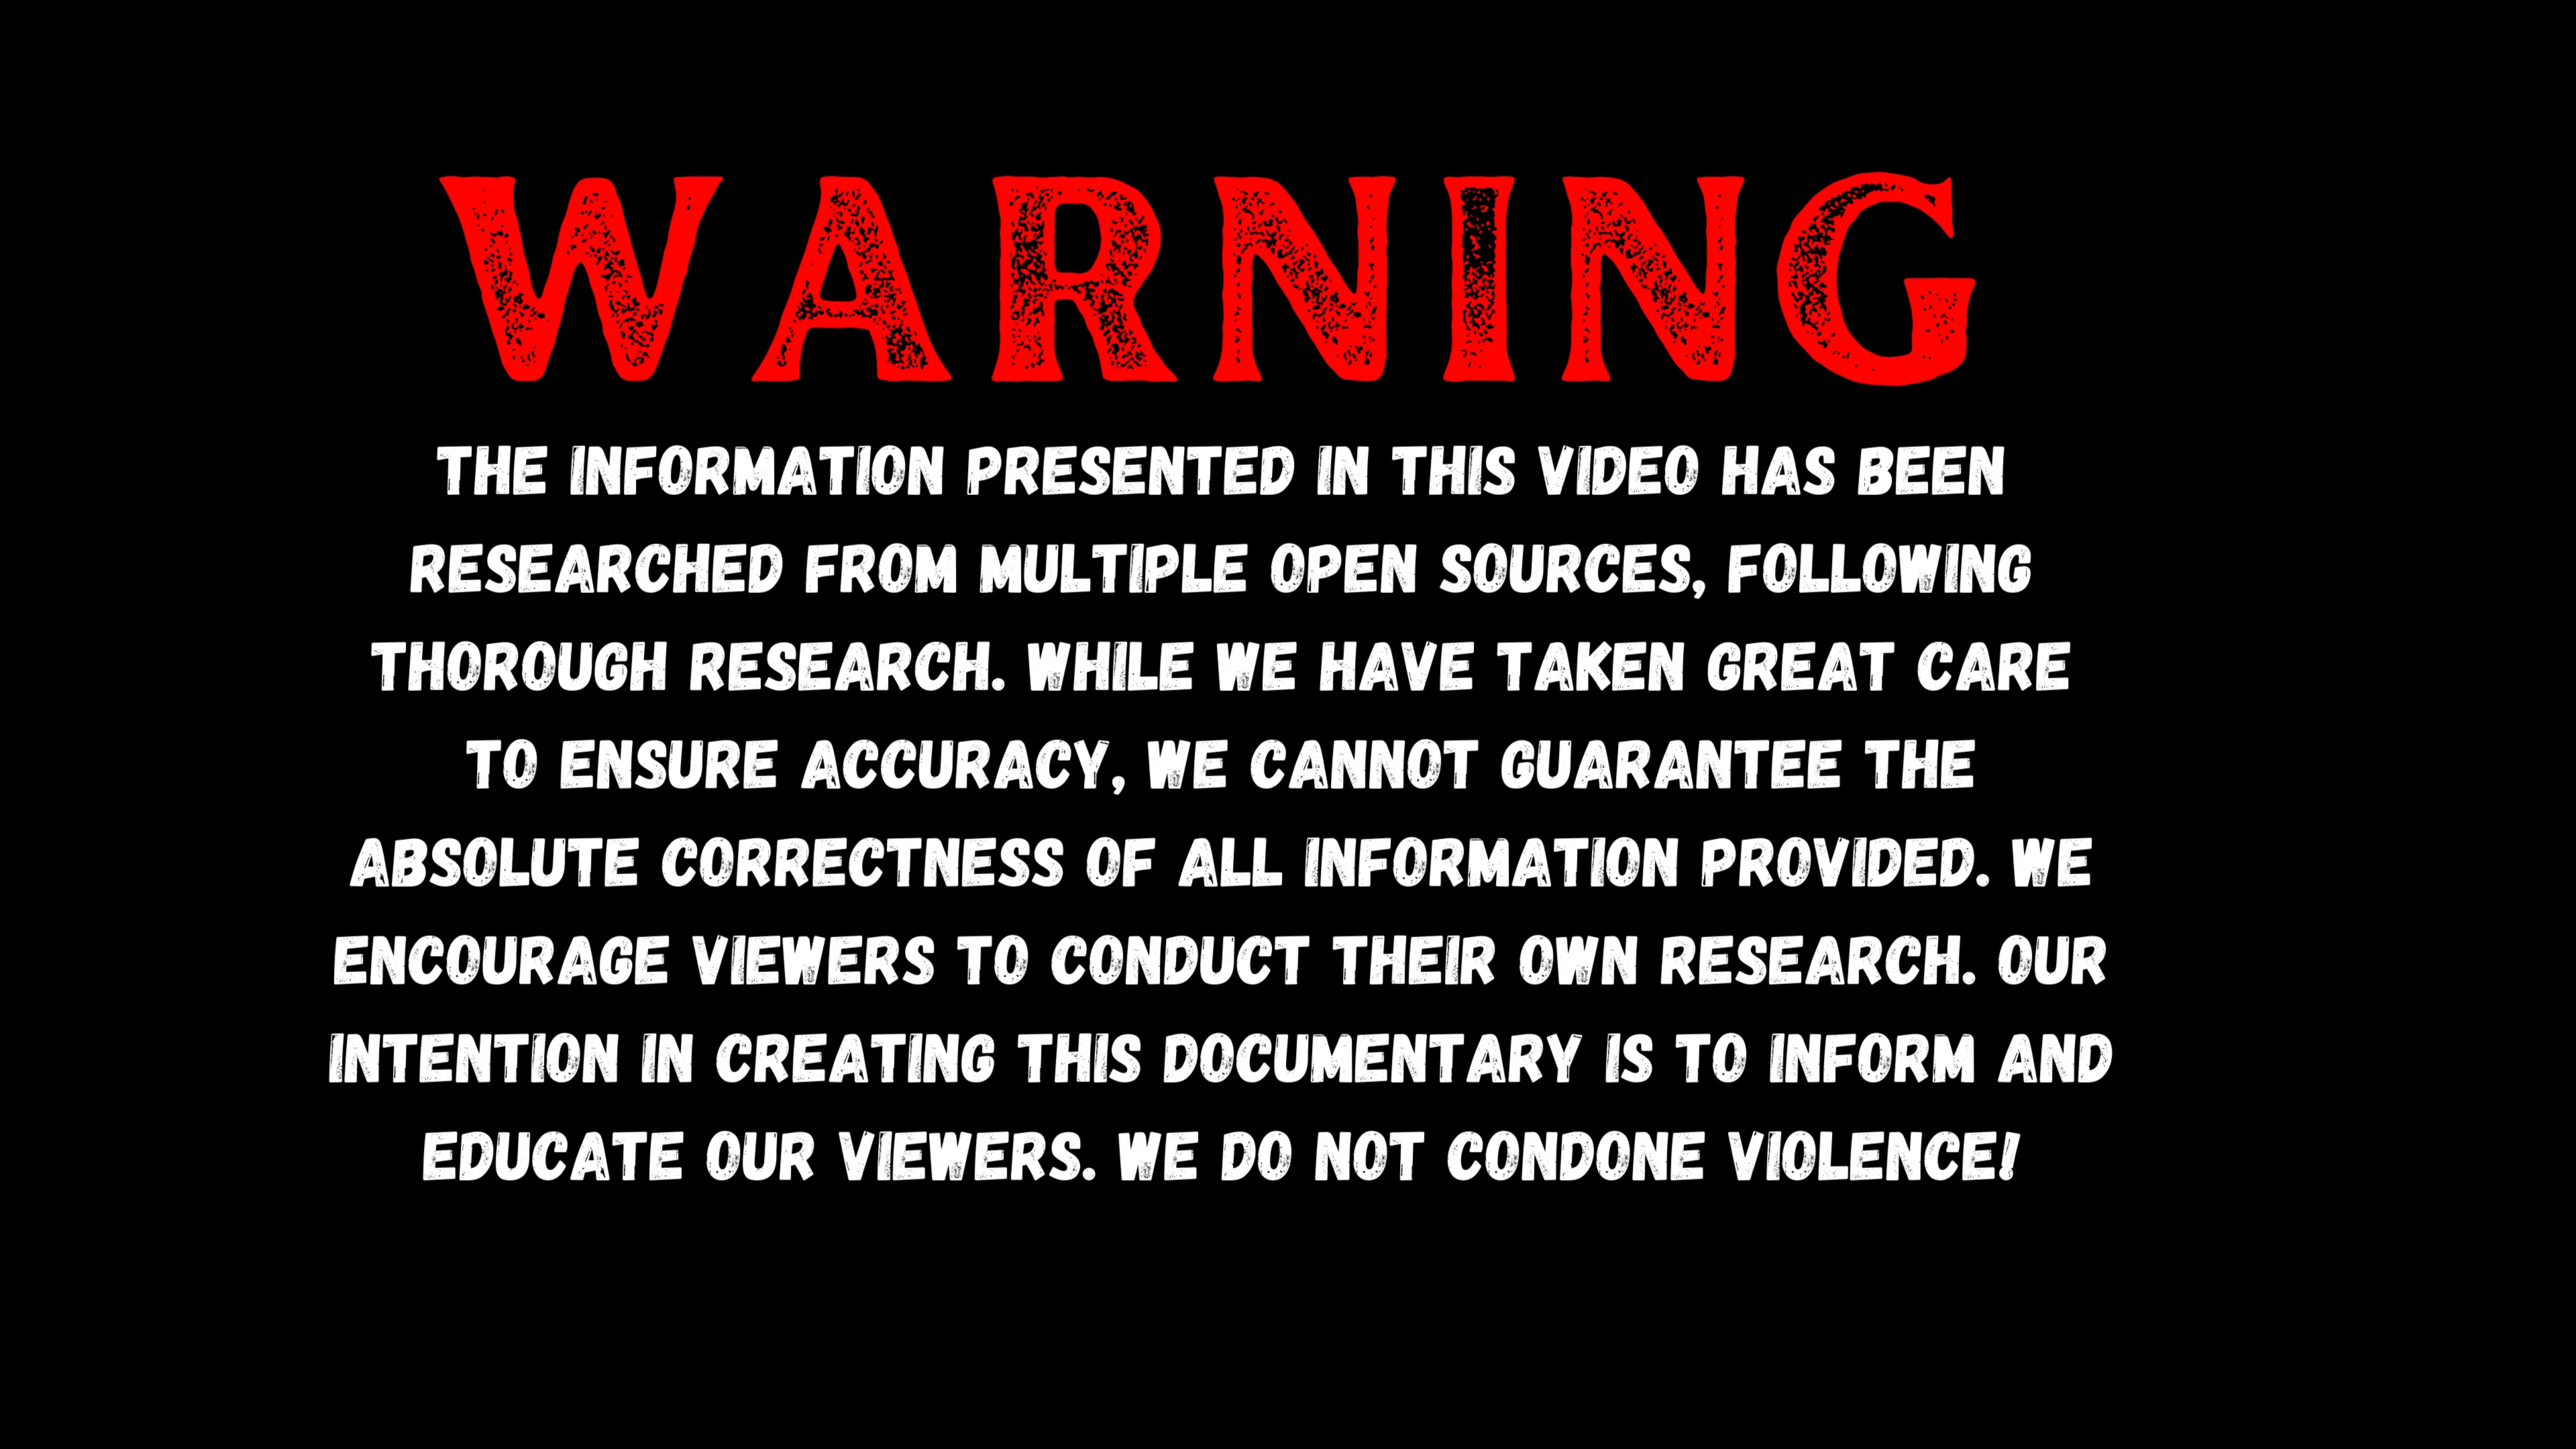 WARNING
THE INFORMATION PRESENTED IN THIS VIDEO HAS BEEN
RESEARCHED FROM MULTIPLE OPEN SOURCES, FOLLOWING
THOROUGH RESEARCH. WHILE WE HAVE TAKEN GREAT CARE
TO ENSURE ACCURACY, WE CANNOT GUARANTEE THE
ABSOLUTE CORRECTNESS OF ALL INFORMATION PROVIDED. WE
ENCOURAGE VIEWERS TO CONDUCT THEIR OWN RESEARCH. OUR
INTENTION IN CREATING THIS DOCUMENTARY IS TO INFORM AND
EDUCATE OUR VIEWERS. WE DO NOT CONDONE VIOLENCE!